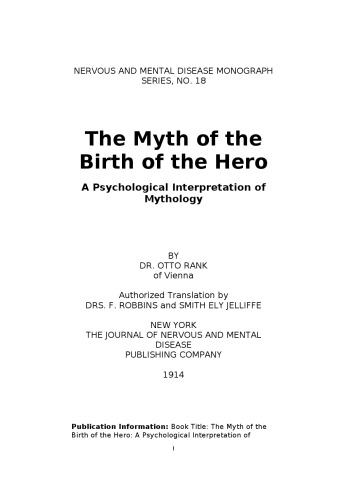 NERVOUS AND MENTAL DISEASE MONOGRAPH
SERIES, NO. 18
The Myth of the
Birth of the Hero
A Psychological Interpretation of
Mythology
BY
DR. OTTO RANK
of Vienna
Authorized Translation by
DRS. F. ROBBINS and SMITH ELY JELLIFFE
NEW YORK
THE JOURNAL OF NERVOUS AND MENTAL
DISEASE
PUBLISHING COMPANY
1914
Publication Information: Book Title: The Myth of the
Birth of the Hero: A Psychological Interpretation of
I